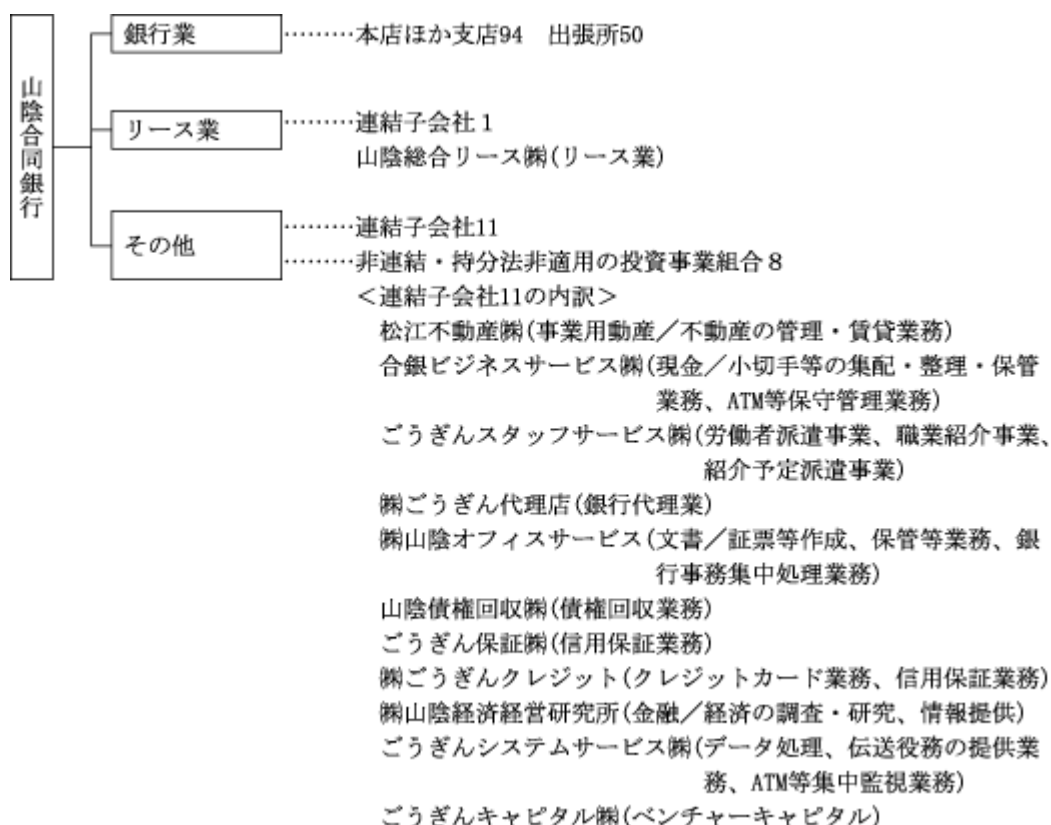 山陰合同銀行
銀行業 ………本店ほか支店94 出張所50
リース業 ………連結子会社１
山陰総合リース㈱(リース業)
その他 ………連結子会社11
………非連結・持分法非適用の投資事業組合８
＜連結子会社11の内訳＞
松江不動産㈱(事業用動産／不動産の管理・賃貸業務)
合銀ビジネスサービス㈱(現金／小切手等の集配・整理・保管
業務、ATM等保守管理業務)
ごうぎんスタッフサービス㈱(労働者派遣事業、職業紹介事業、
紹介予定派遣事業)
㈱ごうぎん代理店(銀行代理業)
㈱山陰オフィスサービス(文書／証票等作成、保管等業務、銀
行事務集中処理業務)
山陰債権回収㈱(債権回収業務)
ごうぎん保証㈱(信用保証業務)
㈱ごうぎんクレジット(クレジットカード業務、信用保証業務)
㈱山陰経済経営研究所(金融／経済の調査・研究、情報提供)
ごうぎんシステムサービス㈱(データ処理、伝送役務の提供業
務、ATM等集中監視業務)
ごうぎんキャピタル㈱(ベンチャーキャピタル)